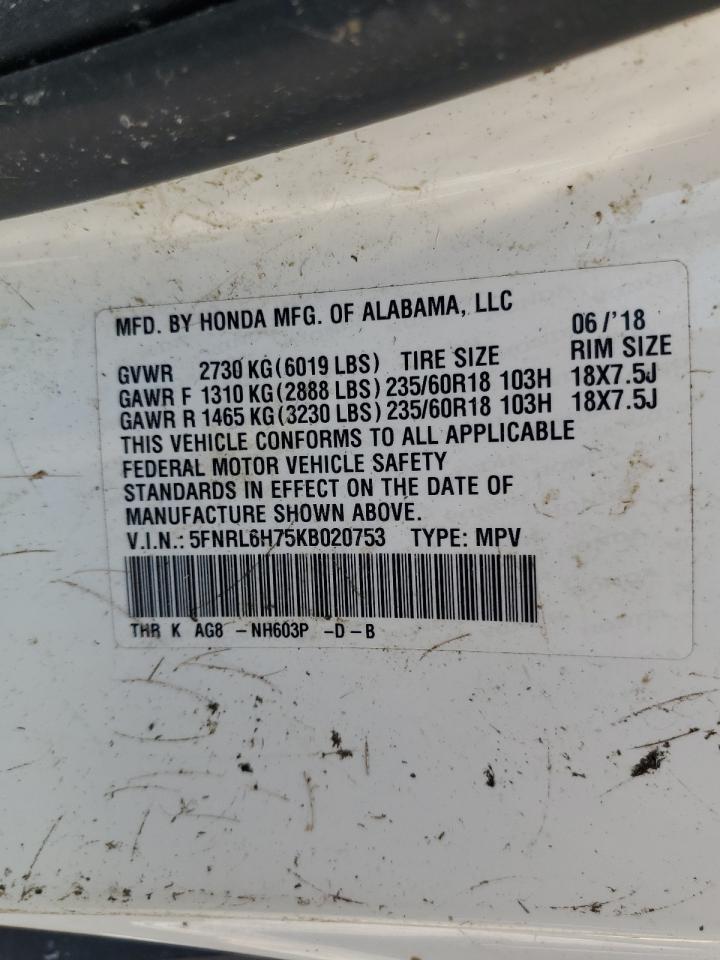 MFD. BY HONDA MFG. OF ALABAMA, LLC 06/'18
GVWR 2730 KG(6019 LBS) TIRE SIZE RIM SIZE
GAWR F 1310 KG(2888 LBS) 235/60R18 103H 18X7.5J
GAWR R 1465 KG(3230 LBS) 235/60R18 103H 18X7.5J
THIS VEHICLE CONFORMS TO ALL APPLICABLE
FEDERAL MOTOR VEHICLE SAFETY
STANDARDS IN EFFECT ON THE DATE OF
MANUFACTURE SHOWN ABOVE.
V.I.N.: 5FNRL6H75KB020753 TYPE: MPV
THR K AG8 -NH603P -D-B